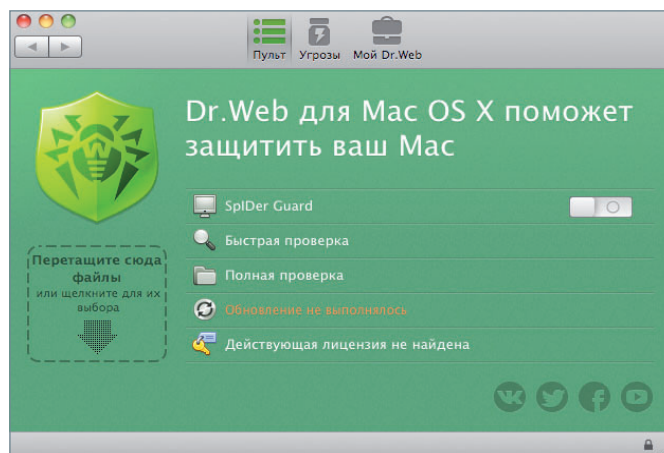 Пульт Угрозы Мой Dr.Web
Dr.Web для Mac OS X поможет
защитить ваш Mac
SpIDer Guard
Быстрая проверка
Полная проверка
Обновление не выполнялось
Действующая лицензия не найдена
Перетащите сюда
файлы
или щелкните для их
выбора